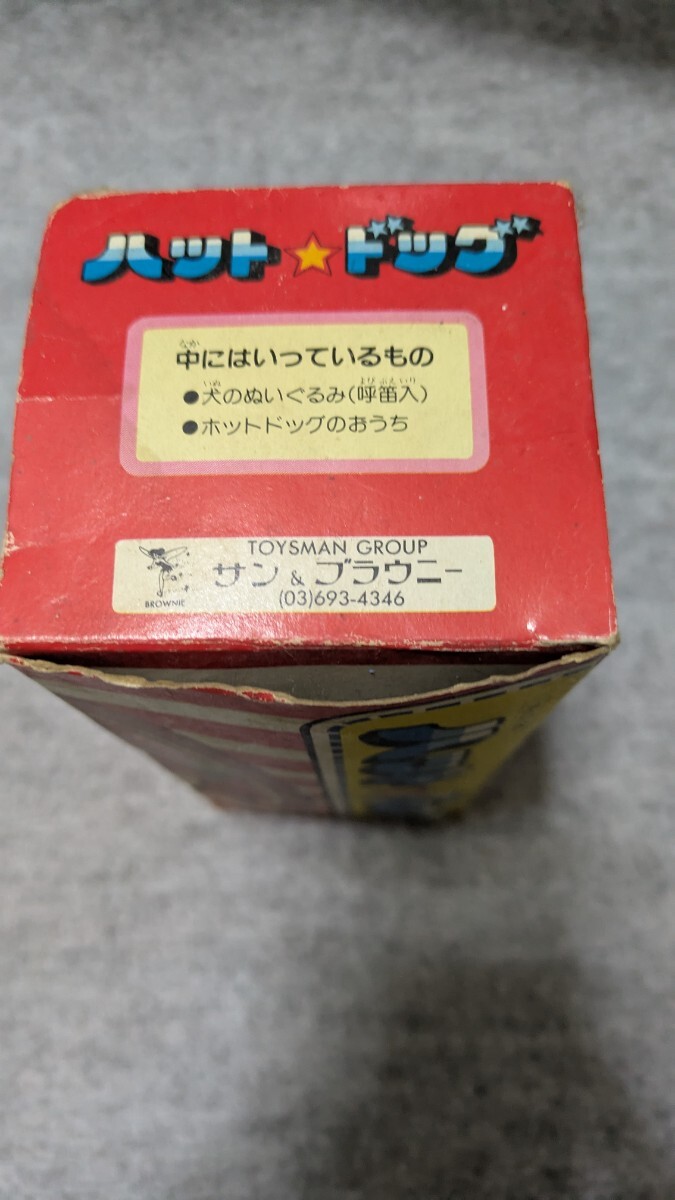 ハット★ドッグ
中にはいっているもの
●犬のぬいぐるみ(呼笛入)
●ホットドッグのおうち
TOYSMAN GROUP
サン & ブラウニー
(03)693-4346
BROWNIE